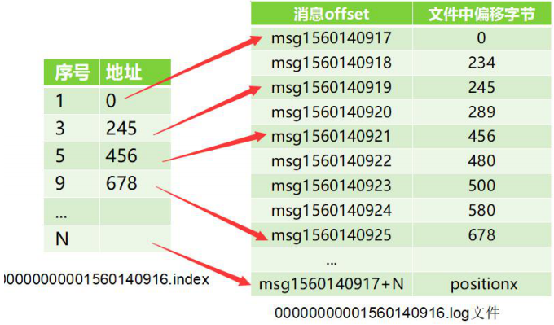 消息offset 文件中偏移字节
msg1560140917 0
msg1560140918 234
msg1560140919 245
msg1560140920 289
msg1560140921 456
msg1560140922 480
msg1560140923 500
msg1560140924 580
msg1560140925 678
...
msg1560140917+N positionx
00000000001560140916.log文件
序号 地址
1 0
3 245
5 456
9 678
...
N
00000000001560140916.index